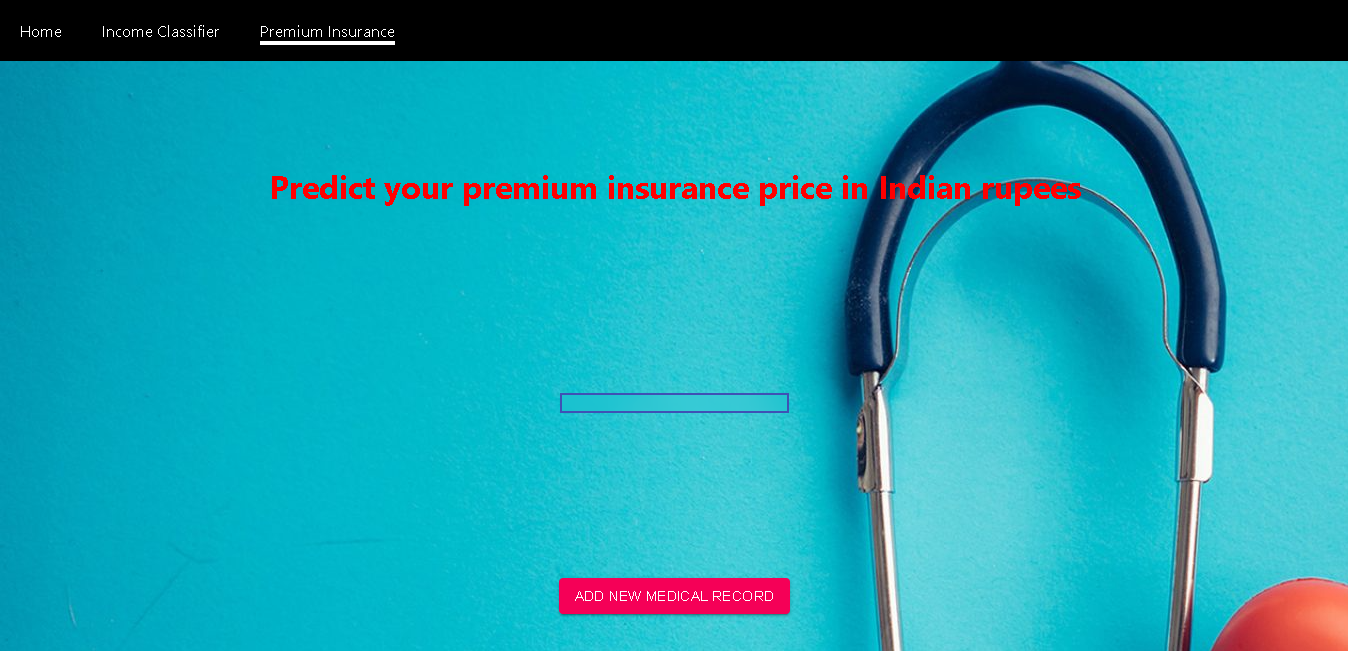 Home
Income Classifier
Premium Insurance
Predict your premium insurance price in Indian rupees
ADD NEW MEDICAL RECORD